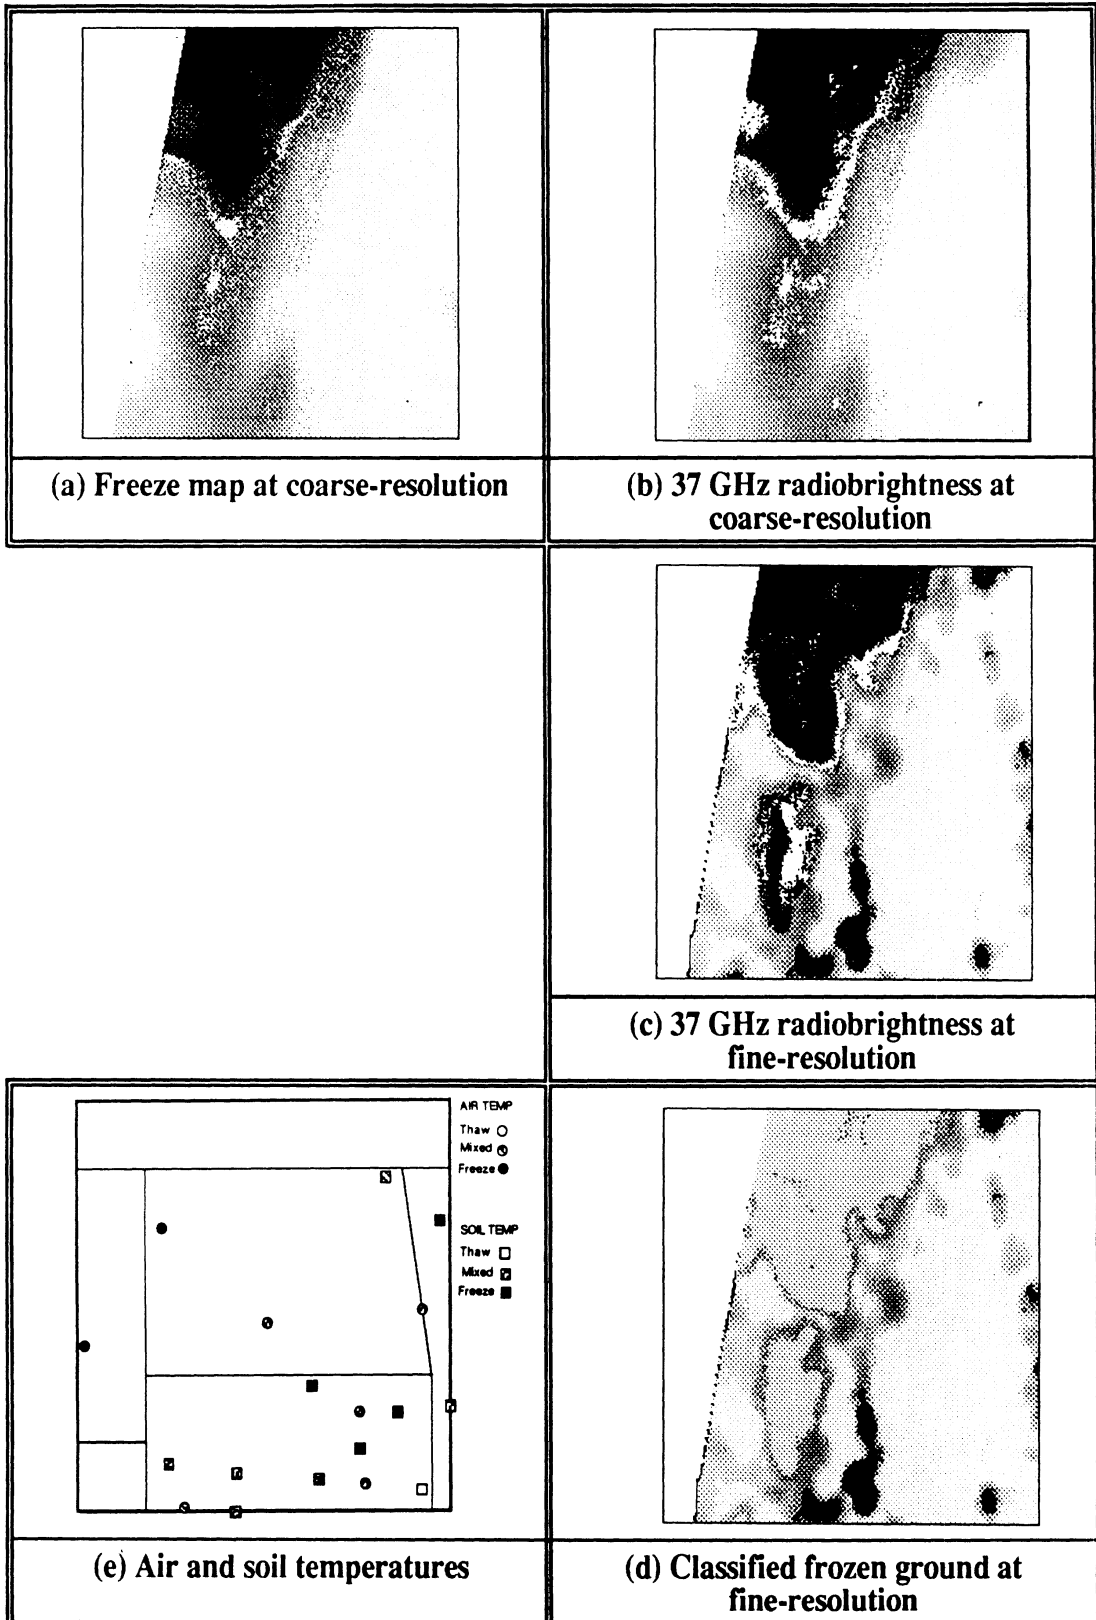 (a) Freeze map at coarse-resolution
(b) 37 GHz radiobrightness at
coarse-resolution
(c) 37 GHz radiobrightness at
fine-resolution
AIR TEMP
Thaw
Mixed
Freeze
SOIL TEMP
Thaw
Mixed
Freeze
(e) Air and soil temperatures
(d) Classified frozen ground at
fine-resolution